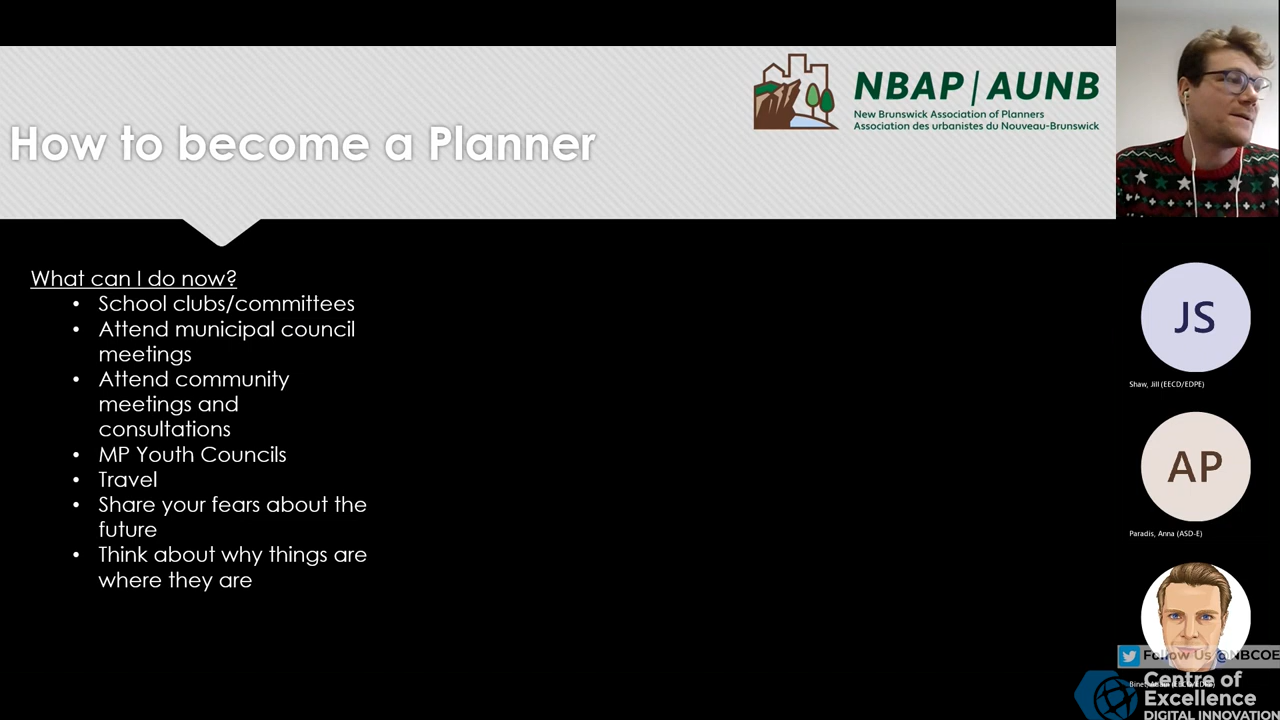 NBAP | AUNB
New Brunswick Association of Planners
Association des urbanistes du Nouveau-Brunswick
How to become a Planner
What can I do now?
• School clubs/committees
• Attend municipal council
meetings
• Attend community
meetings and
consultations
• MP Youth Councils
• Travel
• Share your fears about the
future
• Think about why things are
where they are
JS
Shaw, Jill (EECD/EDPE)
AP
Paradis, Anna (ASD-E)
Follow Us @NBCOE
Centre of
Excellence
DIGITAL INNOVATION